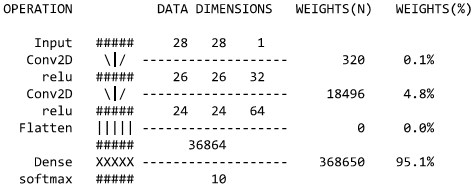 OPERATION           DATA DIMENSIONS   WEIGHTS(N)   WEIGHTS(%)
Input   #####     28   28    1
Conv2D    \|/  -------------------       320     0.1%
relu   #####     26   26   32
Conv2D    \|/  -------------------     18496     4.8%
relu   #####     24   24   64
Flatten   |||||  -------------------         0     0.0%
#####       36864
Dense   XXXXX  -------------------    368650    95.1%
softmax   #####          10